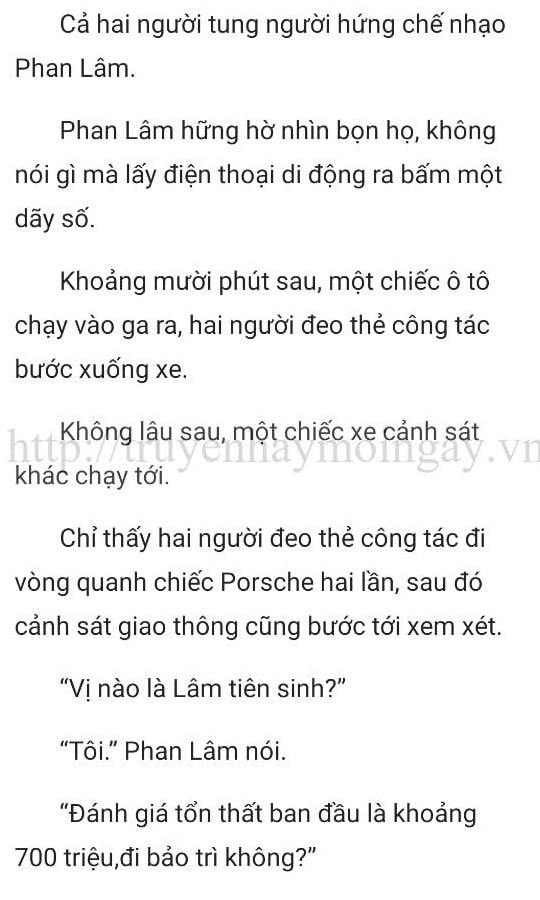 Cả hai người tung người hứng chế nhạo
Phan Lâm.
Phan Lâm hững hờ nhìn bọn họ, không
nói gì mà lấy điện thoại di động ra bấm một
dãy số.
Khoảng mười phút sau, một chiếc ô tô
chạy vào ga ra, hai người đeo thẻ công tác
bước xuống xe.
Không lâu sau, một chiếc xe cảnh sát
http://truyenhaymoingay.vn
khác chạy tới.
Chỉ thấy hai người đeo thẻ công tác đi
vòng quanh chiếc Porsche hai lần, sau đó
cảnh sát giao thông cũng bước tới xem xét.
“Vị nào là Lâm tiên sinh?”
“Tôi.” Phan Lâm nói.
“Đánh giá tổn thất ban đầu là khoảng
700 triệu,đi bảo trì không?”